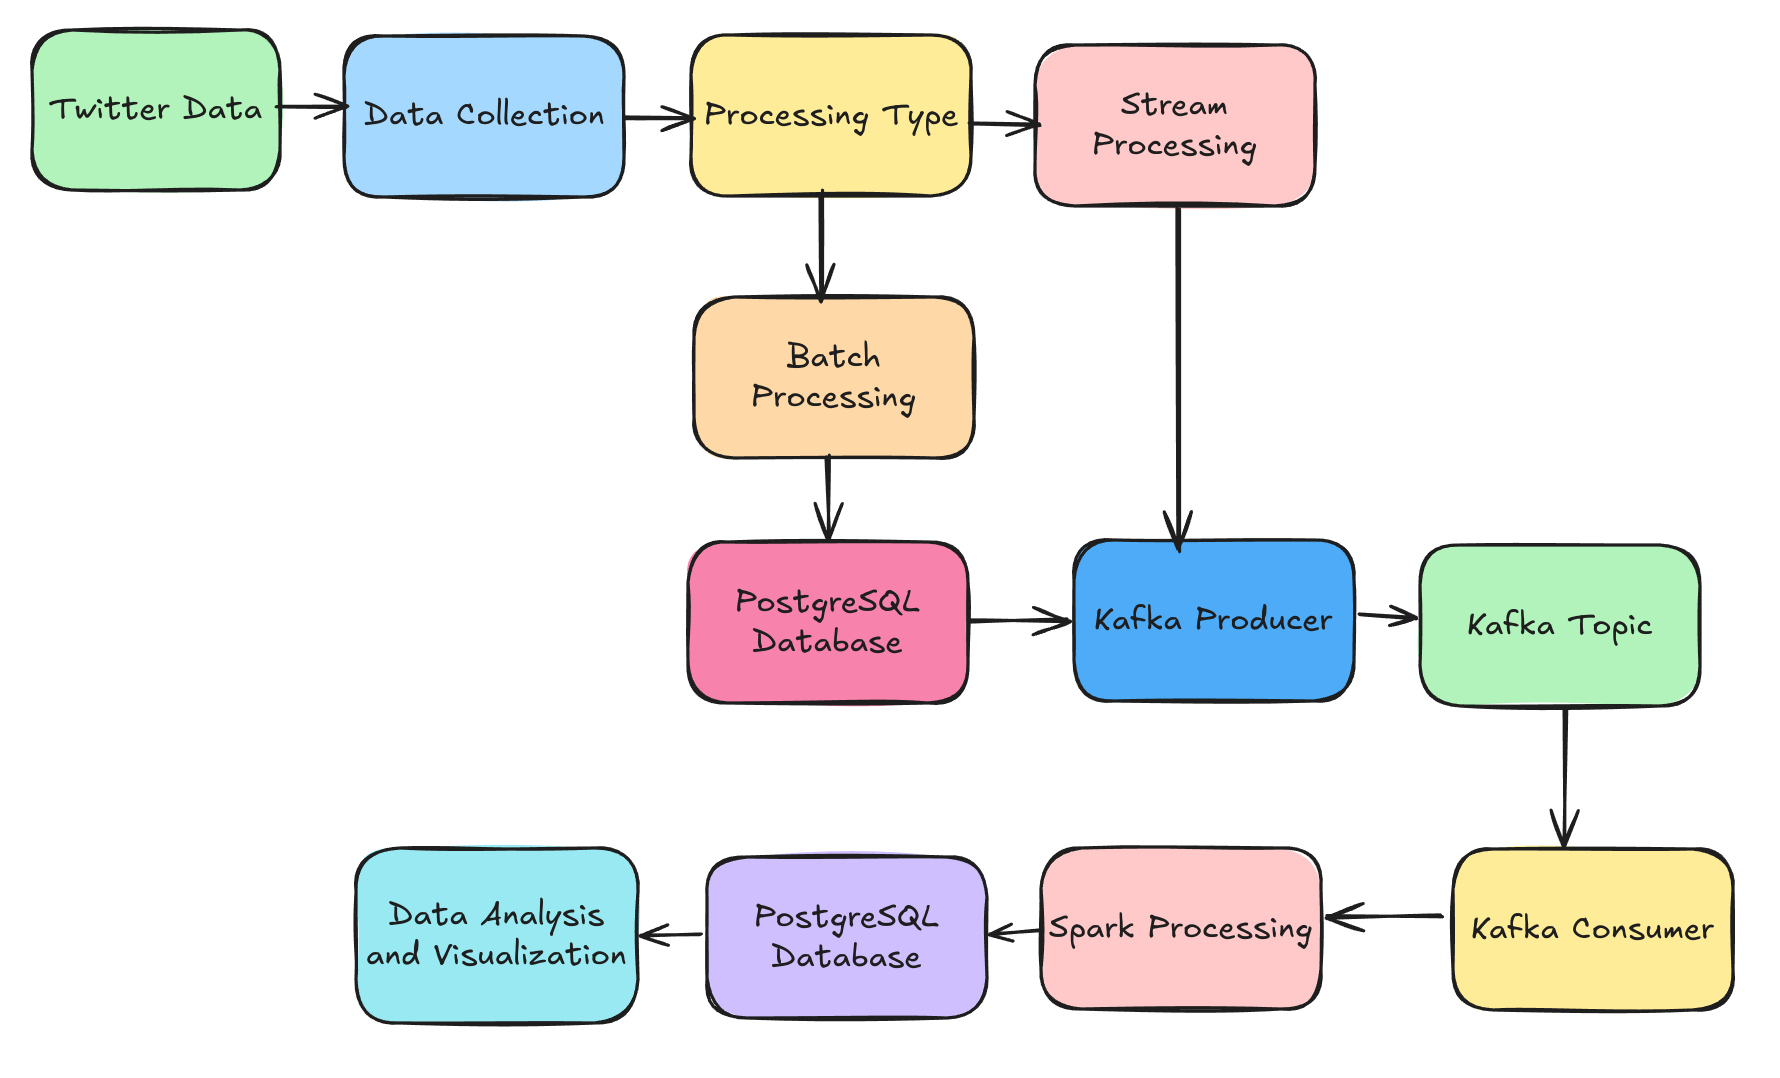 Twitter Data
Data Collection
Processing Type
Stream
Processing
Batch
Processing
PostgreSQL
Database
Kafka Producer
Kafka Topic
Data Analysis
and Visualization
PostgreSQL
Database
Spark Processing
Kafka Consumer